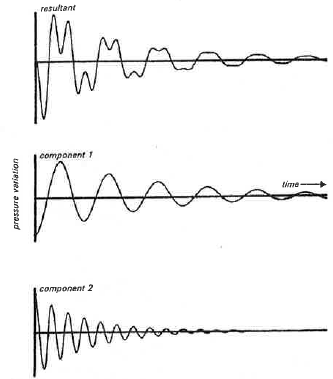 resultant
component 1
time
pressure variation
component 2